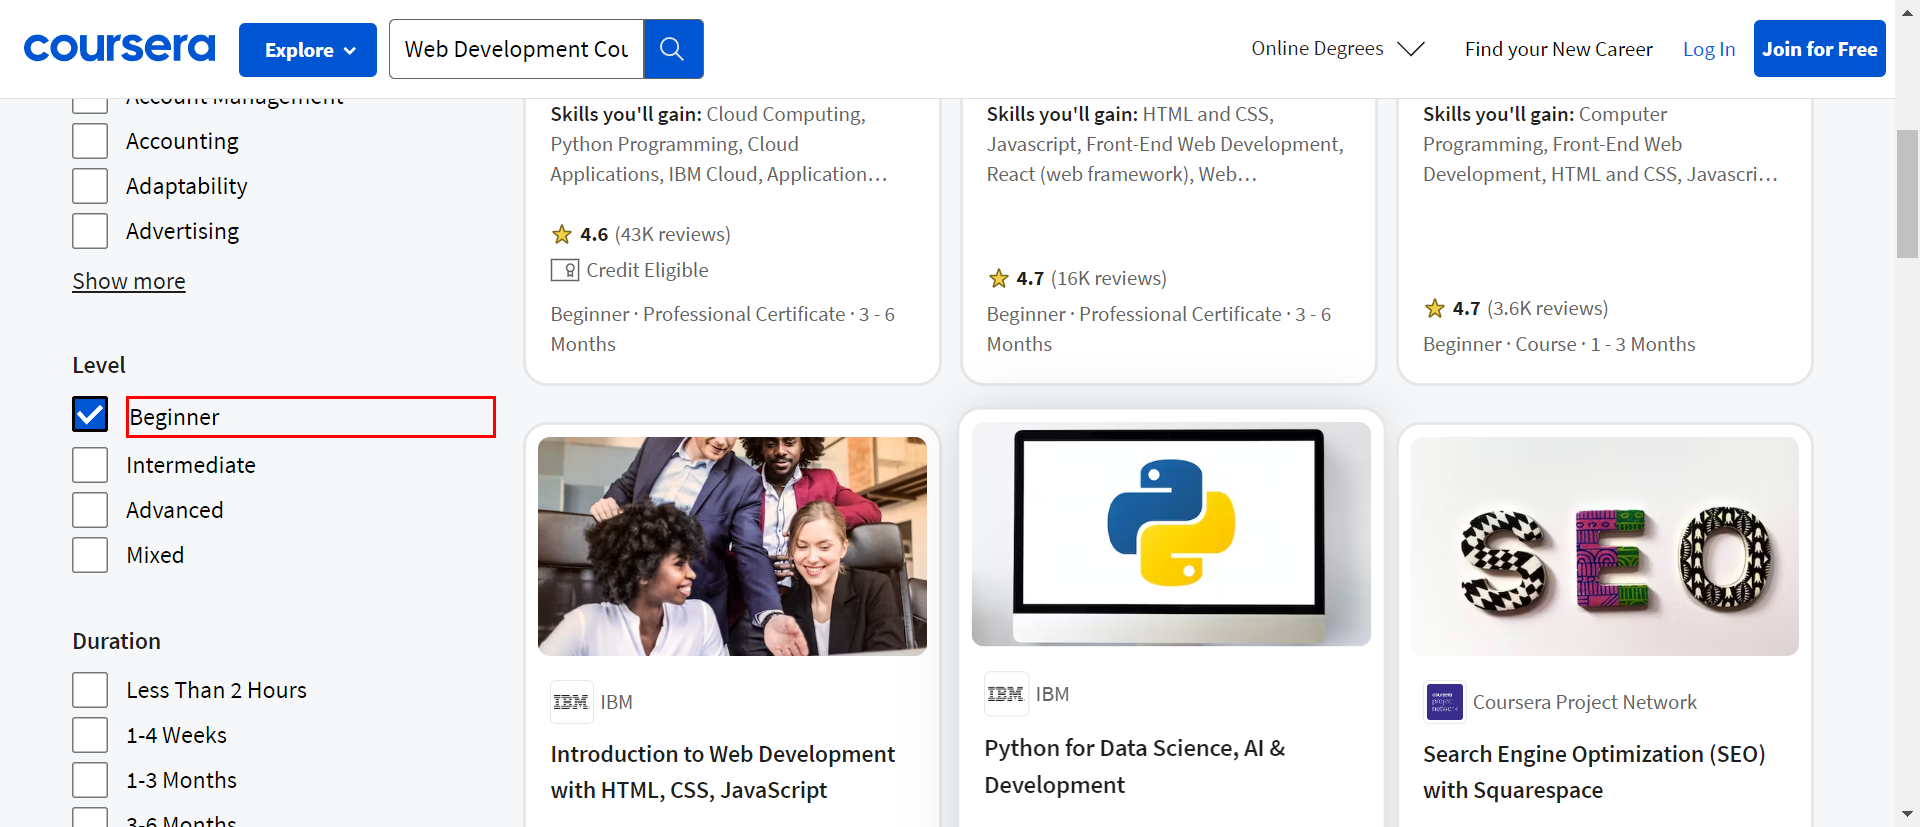 coursera
Explore
Web Development Cou
Online Degrees
Find your New Career
Log In
Join for Free
Account Management
Accounting
Adaptability
Advertising
Show more
Level
Beginner
Intermediate
Advanced
Mixed
Duration
Less Than 2 Hours
1-4 Weeks
1-3 Months
3-6 Months
Skills you'll gain: Cloud Computing,
Python Programming, Cloud
Applications, IBM Cloud, Application…
4.6 (43K reviews)
Credit Eligible
Beginner · Professional Certificate · 3 - 6
Months
Skills you'll gain: HTML and CSS,
Javascript, Front-End Web Development,
React (web framework), Web…
4.7 (16K reviews)
Beginner · Professional Certificate · 3 - 6
Months
Skills you'll gain: Computer
Programming, Front-End Web
Development, HTML and CSS, Javascri…
4.7 (3.6K reviews)
Beginner · Course · 1 - 3 Months
IBM IBM
Introduction to Web Development
with HTML, CSS, JavaScript
IBM IBM
Python for Data Science, AI &
Development
SEO
coursera
project
network
Coursera Project Network
Search Engine Optimization (SEO)
with Squarespace